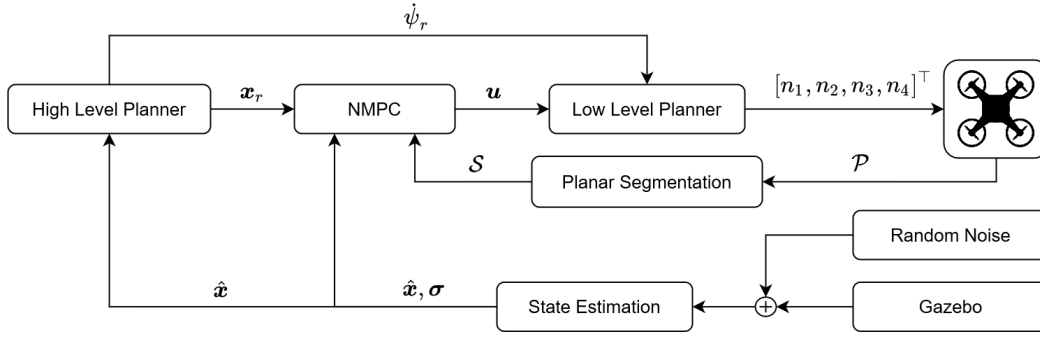 ψ̇_r
High Level Planner
𝒙_r
NMPC
𝒖
Low Level Planner
[n_1, n_2, n_3, n_4]^⊤
𝒮
Planar Segmentation
𝒫
Random Noise
𝒙̂
𝒙̂, 𝝈
State Estimation
+
Gazebo